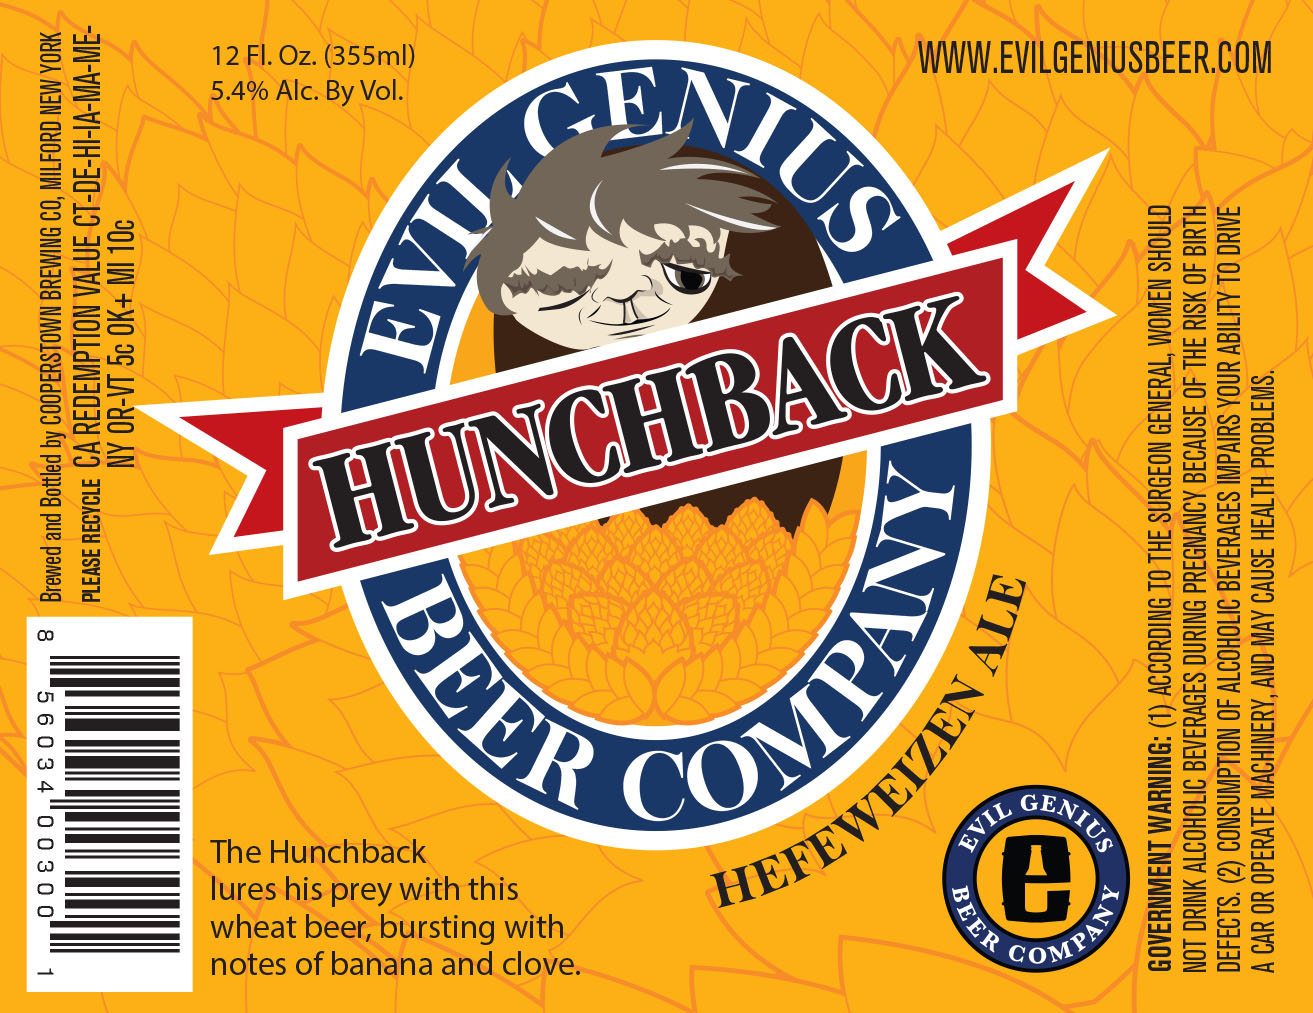 Brewed and Bottled by COOPERSTOWN BREWING CO, MILFORD NEW YORK
PLEASE RECYCLE CA REDEMPTION VALUE CT-DE-HI-IA-MA-ME-
NY OR-VT 5c OK+ MI 10c
12 Fl. Oz. (355ml)
5.4% Alc. By Vol.
WWW.EVILGENIUSBEER.COM
EVIL GENIUS
HUNCHBACK
BEER COMPANY
HEFEWEIZEN ALE
8 56034 00300 1
The Hunchback
lures his prey with this
wheat beer, bursting with
notes of banana and clove.
EVIL GENIUS
e
BEER COMPANY
GOVERNMENT WARNING: (1) ACCORDING TO THE SURGEON GENERAL, WOMEN SHOULD
NOT DRINK ALCOHOLIC BEVERAGES DURING PREGNANCY BECAUSE OF THE RISK OF BIRTH
DEFECTS. (2) CONSUMPTION OF ALCOHOLIC BEVERAGES IMPAIRS YOUR ABILITY TO DRIVE
A CAR OR OPERATE MACHINERY, AND MAY CAUSE HEALTH PROBLEMS.